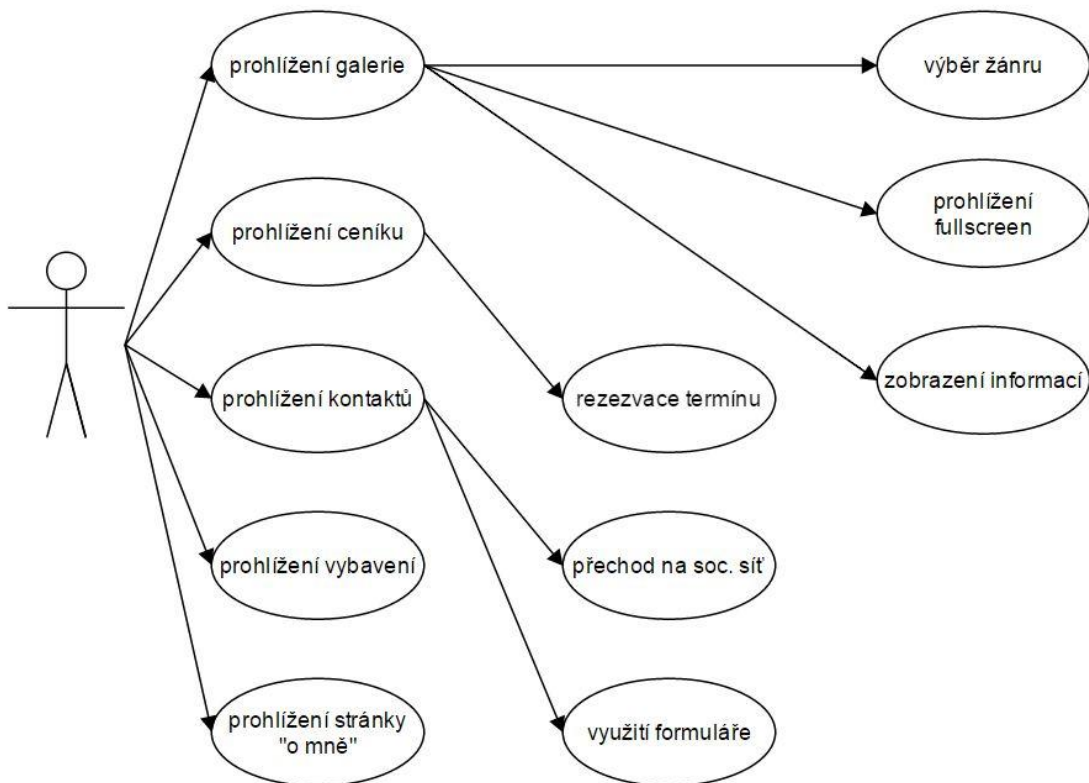 prohlížení galerie
výběr žánru
prohlížení
fullscreen
prohlížení ceníku
zobrazení informací
prohlížení kontaktů
rezezvace termínu
prohlížení vybavení
přechod na soc. síť
prohlížení stránky
"o mně"
využití formuláře